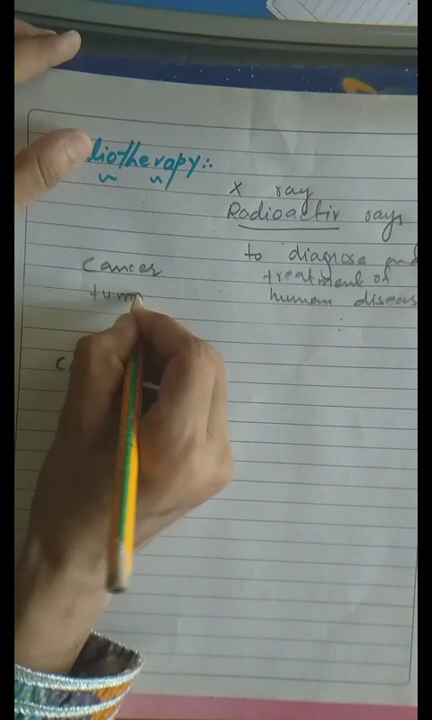 diotherapy:
X ray
Radioactiv rays
to diagnose and
treatment of
human diseas
Cancer
tum
C